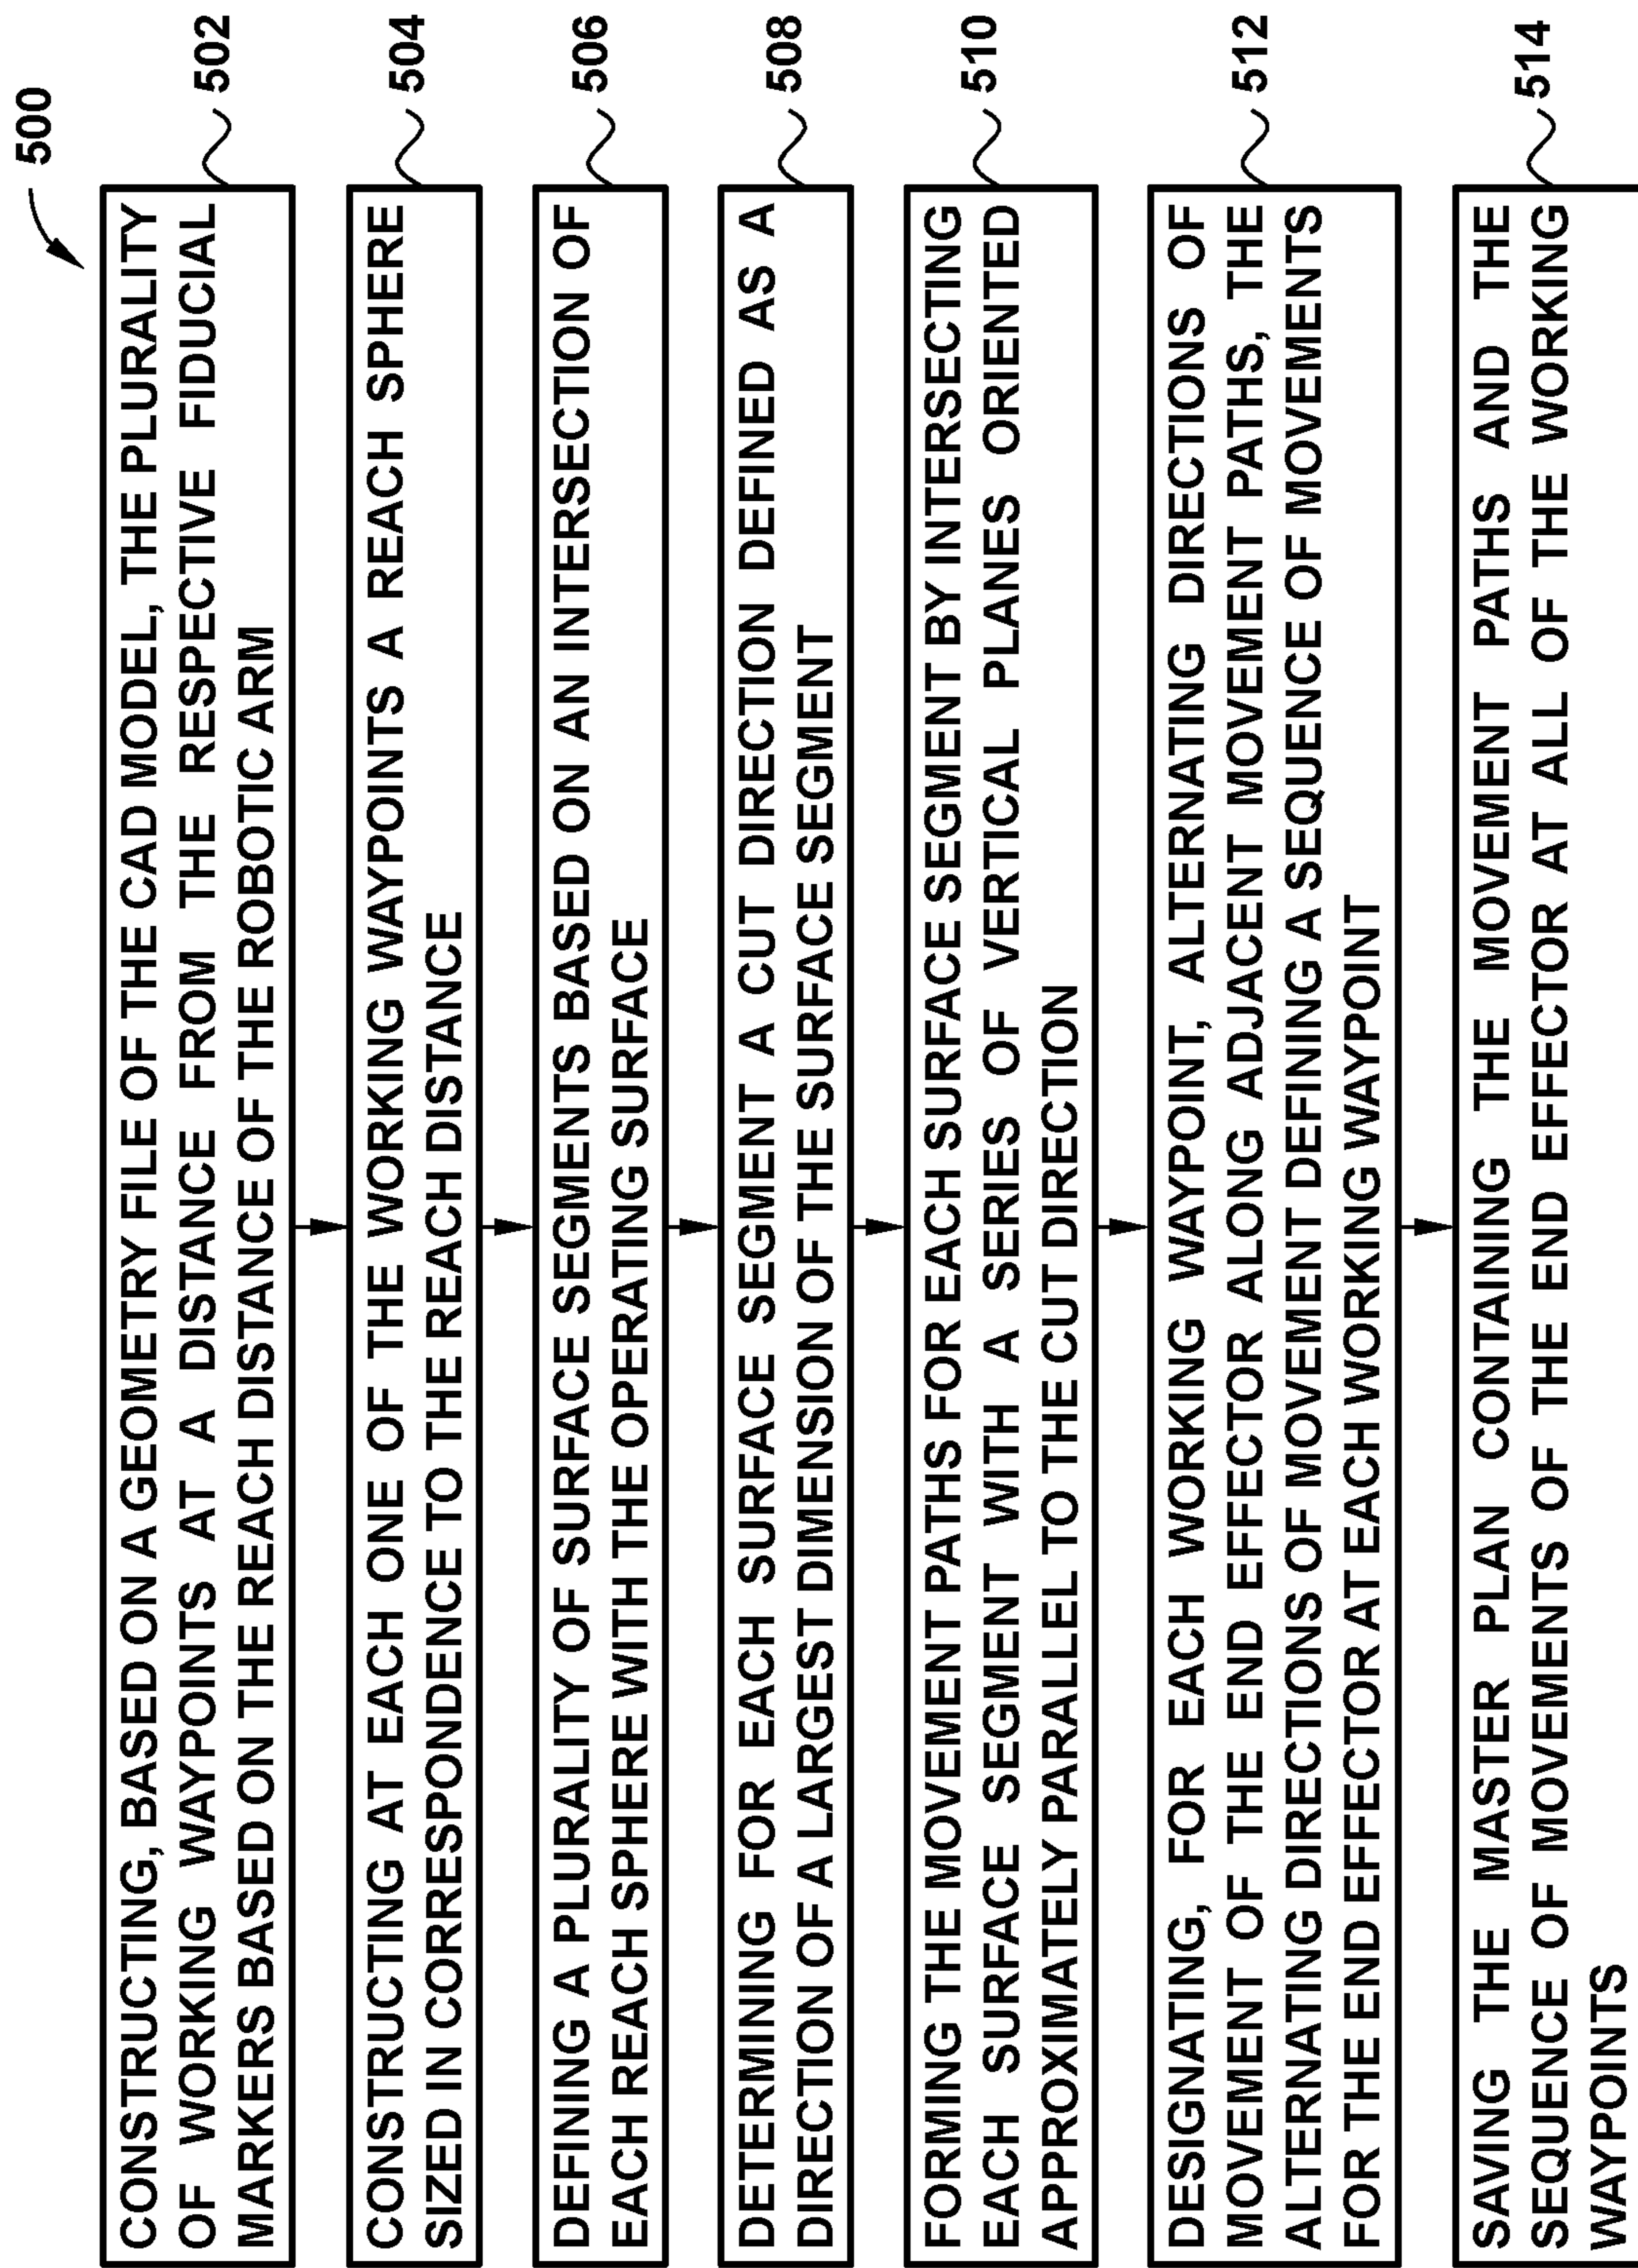 500
CONSTRUCTING, BASED ON A GEOMETRY FILE OF THE CAD MODEL, THE PLURALITY
OF WORKING WAYPOINTS AT A DISTANCE FROM THE RESPECTIVE FIDUCIAL
MARKERS BASED ON THE REACH DISTANCE OF THE ROBOTIC ARM
502
CONSTRUCTING AT EACH ONE OF THE WORKING WAYPOINTS A REACH SPHERE
SIZED IN CORRESPONDENCE TO THE REACH DISTANCE
504
DEFINING A PLURALITY OF SURFACE SEGMENTS BASED ON AN INTERSECTION OF
EACH REACH SPHERE WITH THE OPERATING SURFACE
506
DETERMINING FOR EACH SURFACE SEGMENT A CUT DIRECTION DEFINED AS A
DIRECTION OF A LARGEST DIMENSION OF THE SURFACE SEGMENT
508
FORMING THE MOVEMENT PATHS FOR EACH SURFACE SEGMENT BY INTERSECTING
EACH SURFACE SEGMENT WITH A SERIES OF VERTICAL PLANES ORIENTED
APPROXIMATELY PARALLEL TO THE CUT DIRECTION
510
DESIGNATING, FOR EACH WORKING WAYPOINT, ALTERNATING DIRECTIONS OF
MOVEMENT OF THE END EFFECTOR ALONG ADJACENT MOVEMENT PATHS, THE
ALTERNATING DIRECTIONS OF MOVEMENT DEFINING A SEQUENCE OF MOVEMENTS
FOR THE END EFFECTOR AT EACH WORKING WAYPOINT
512
SAVING THE MASTER PLAN CONTAINING THE MOVEMENT PATHS AND THE
SEQUENCE OF MOVEMENTS OF THE END EFFECTOR AT ALL OF THE WORKING
WAYPOINTS
514